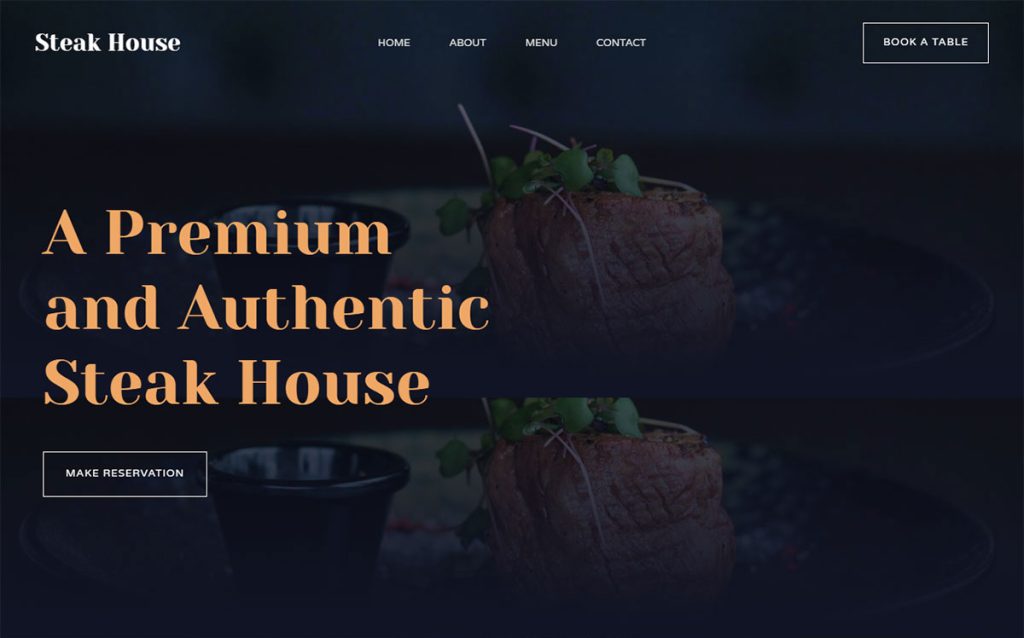 Steak House
HOME ABOUT MENU CONTACT
BOOK A TABLE
A Premium
and Authentic
Steak House
MAKE RESERVATION